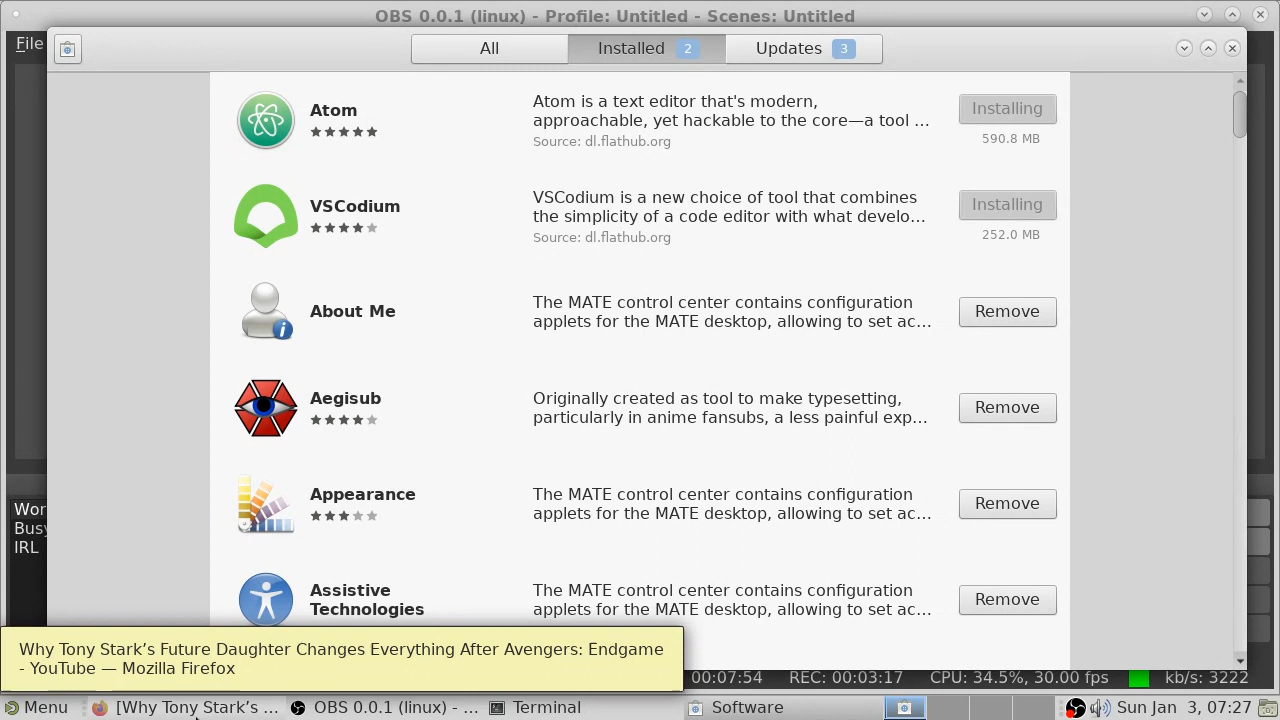 OBS 0.0.1 (linux) - Profile: Untitled - Scenes: Untitled
File
All
Installed 2
Updates 3
Atom
Atom is a text editor that's modern,
approachable, yet hackable to the core—a tool …
Source: dl.flathub.org
Installing
590.8 MB
VSCodium
VSCodium is a new choice of tool that combines
the simplicity of a code editor with what develo…
Source: dl.flathub.org
Installing
252.0 MB
About Me
The MATE control center contains configuration
applets for the MATE desktop, allowing to set ac…
Remove
Aegisub
Originally created as tool to make typesetting,
particularly in anime fansubs, a less painful exp…
Remove
Appearance
The MATE control center contains configuration
applets for the MATE desktop, allowing to set ac…
Remove
Assistive
Technologies
The MATE control center contains configuration
applets for the MATE desktop, allowing to set ac…
Remove
Wor
Busy
IRL
Why Tony Stark’s Future Daughter Changes Everything After Avengers: Endgame
- YouTube — Mozilla Firefox
00:07:54 REC: 00:03:17 CPU: 34.5%, 30.00 fps kb/s: 3222
Menu [Why Tony Stark’s … OBS 0.0.1 (linux) - … Terminal Software Sun Jan 3, 07:27